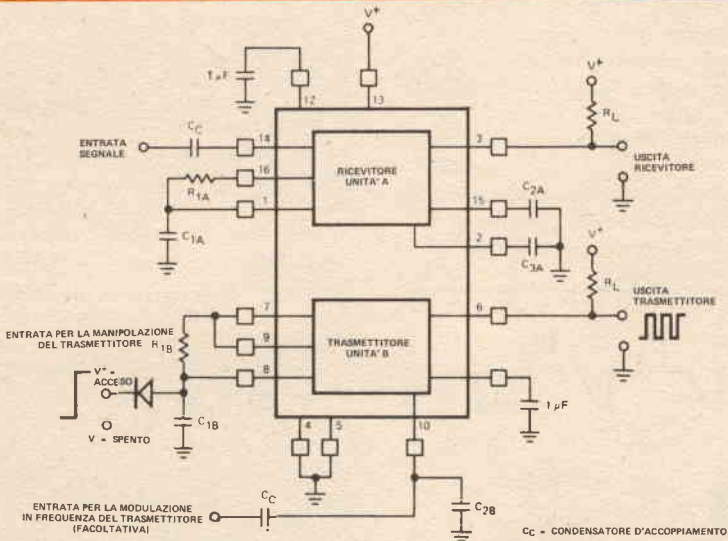 V+
1 µF
12
13
V+
RL
ENTRATA
SEGNALE
CC
14
3
16
RICEVITORE
UNITA' A
USCITA
RICEVITORE
R1A
1
15
C2A
C1A
2
C3A
V+
RL
ENTRATA PER LA MANIPOLAZIONE
DEL TRASMETTITORE R1B
7
9
8
TRASMETTITORE
UNITA' B
6
USCITA
TRASMETTITORE
V+ -
ACCESO
C1B
V - SPENTO
1 µF
4
5
10
ENTRATA PER LA MODULAZIONE
IN FREQUENZA DEL TRASMETTITORE
(FACOLTATIVA)
CC
C2B
CC - CONDENSATORE D'ACCOPPIAMENTO